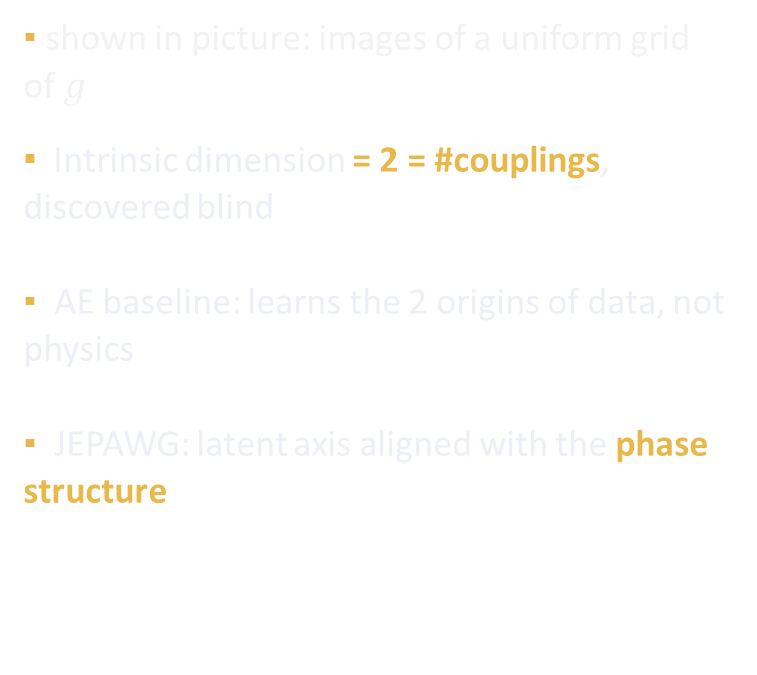 ▪ shown in picture: images of a uniform grid
of 𝑔
▪ Intrinsic dimension = 2 = #couplings,
discovered blind
▪ AE baseline: learns the 2 origins of data, not
physics
▪ JEPAWG: latent axis aligned with the phase
structure